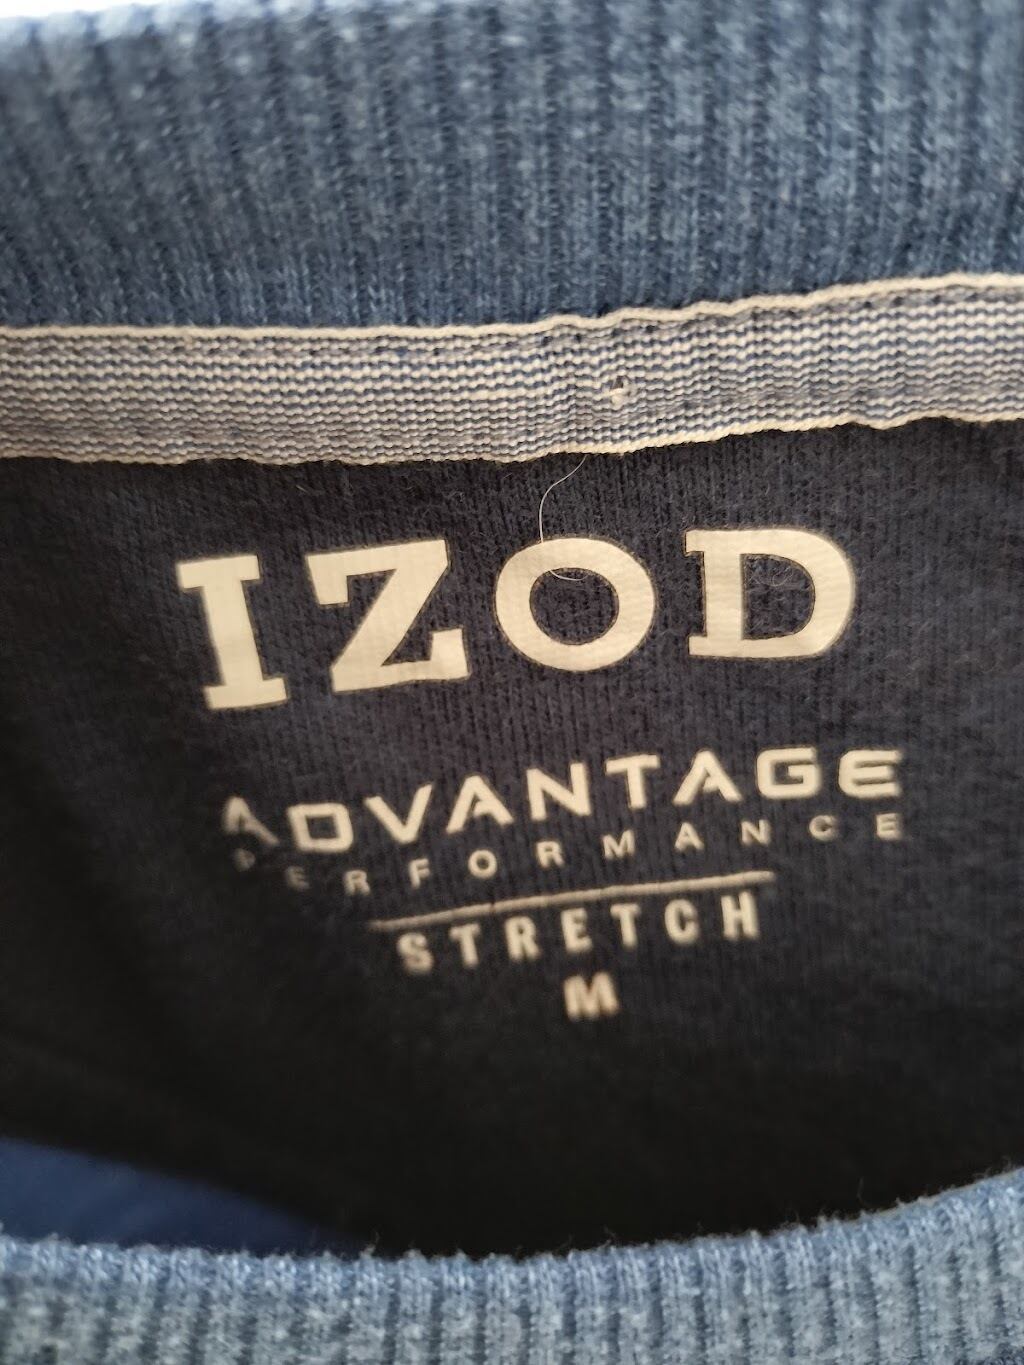 IZOD
ADVANTAGE
PERFORMANCE
STRETCH
M